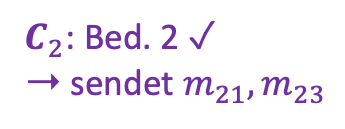 C₂: Bed. 2 ✓
→ sendet m₂₁, m₂₃